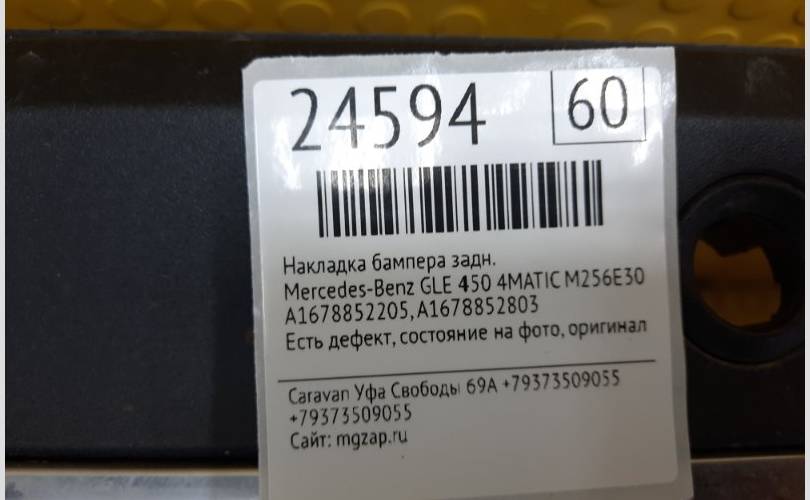 24594 60
Накладка бампера задн.
Mercedes-Benz GLE 450 4MATIC M256E30
A1678852205, A1678852803
Есть дефект, состояние на фото, оригинал
Caravan Уфа Свободы 69А +79373509055
+79373509055
Сайт: mgzap.ru